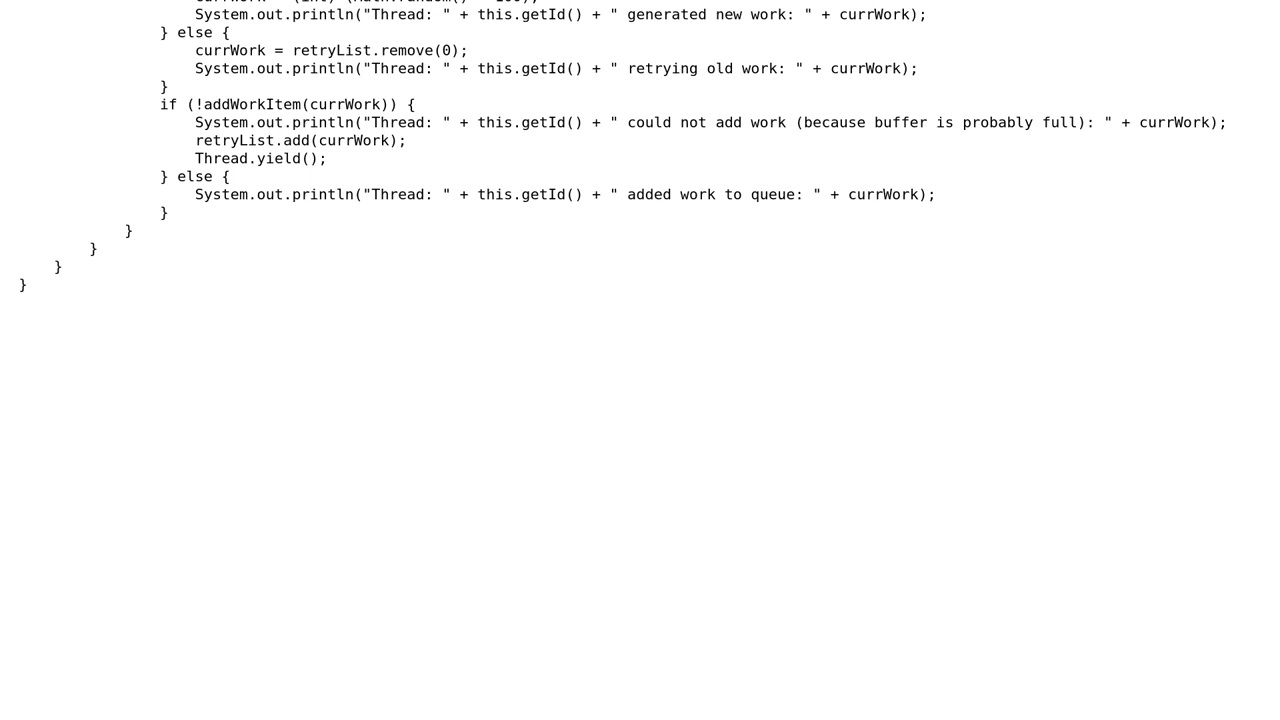 System.out.println("Thread: " + this.getId() + " generated new work: " + currWork);
} else {
currWork = retryList.remove(0);
System.out.println("Thread: " + this.getId() + " retrying old work: " + currWork);
}
if (!addWorkItem(currWork)) {
System.out.println("Thread: " + this.getId() + " could not add work (because buffer is probably full): " + currWork);
retryList.add(currWork);
Thread.yield();
} else {
System.out.println("Thread: " + this.getId() + " added work to queue: " + currWork);
}
}
}
}
}